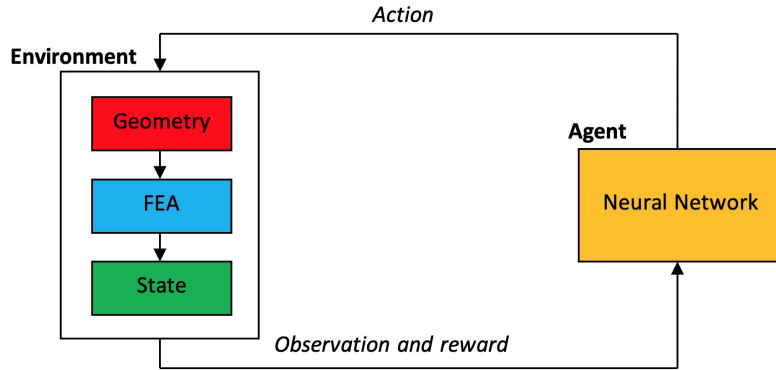 Action
Environment
Geometry
FEA
State
Agent
Neural Network
Observation and reward